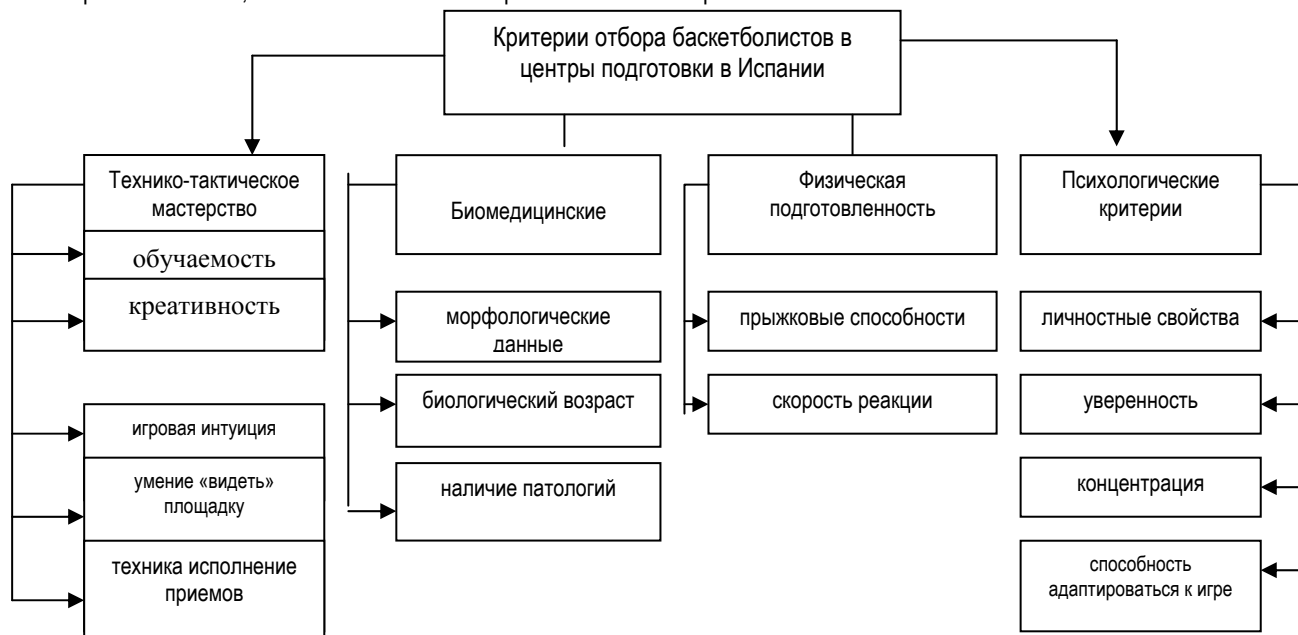 Критерии отбора баскетболистов в
центры подготовки в Испании
Технико-тактическое
мастерство
обучаемость
креативность
игровая интуиция
умение «видеть»
площадку
техника исполнение
приемов
Биомедицинские
морфологические
данные
биологический возраст
наличие патологий
Физическая
подготовленность
прыжковые способности
скорость реакции
Психологические
критерии
личностные свойства
уверенность
концентрация
способность
адаптироваться к игре